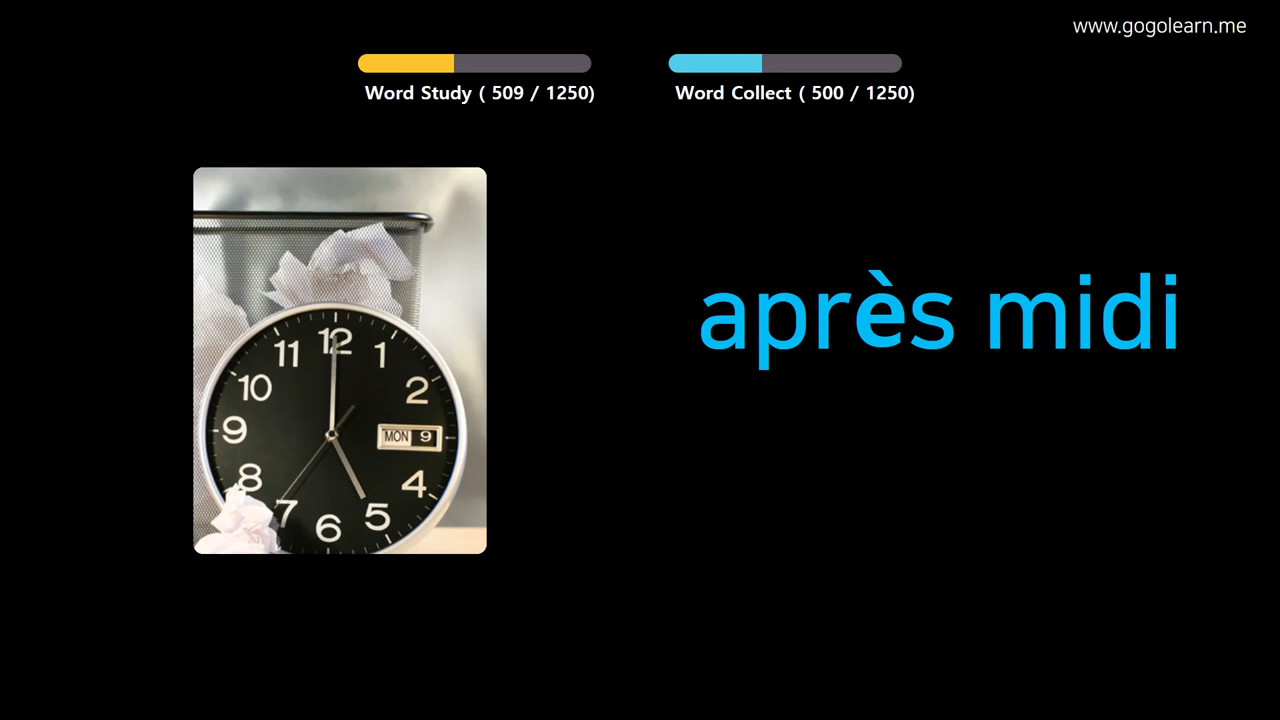 www.gogolearn.me
Word Study ( 509 / 1250)
Word Collect ( 500 / 1250)
après midi
12
11
1
10
2
9
MON 9
8
4
7
5
6